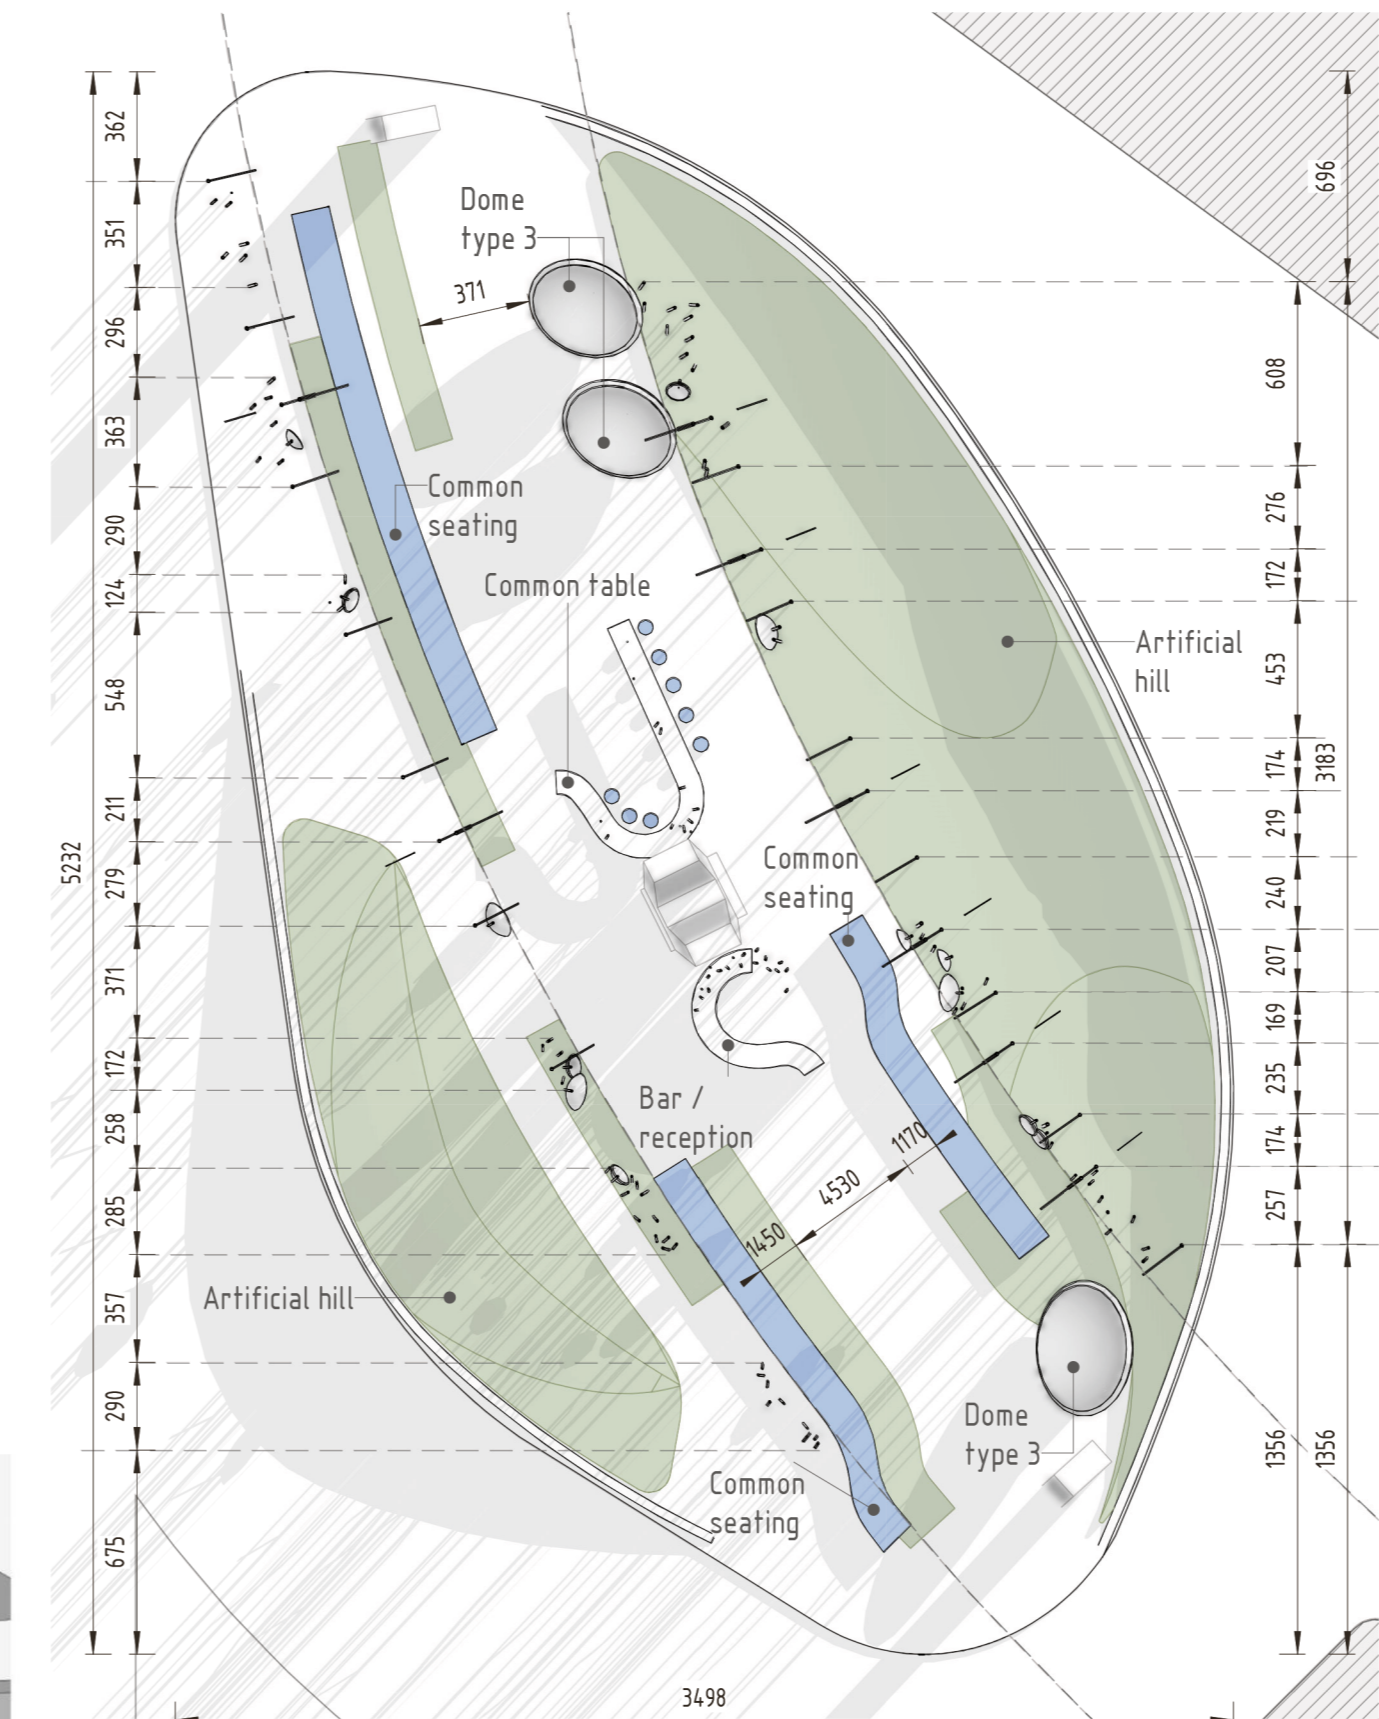 362
351
296
363
290
124
548
211
279
371
172
258
285
357
290
675
5232
Dome
type 3
371
Common
seating
Common table
Artificial
hill
Common
seating
Bar /
reception
1170
4530
1450
Artificial hill
Dome
type 3
Common
seating
696
608
276
172
453
174
3183
219
240
207
169
235
174
257
1356
1356
3498